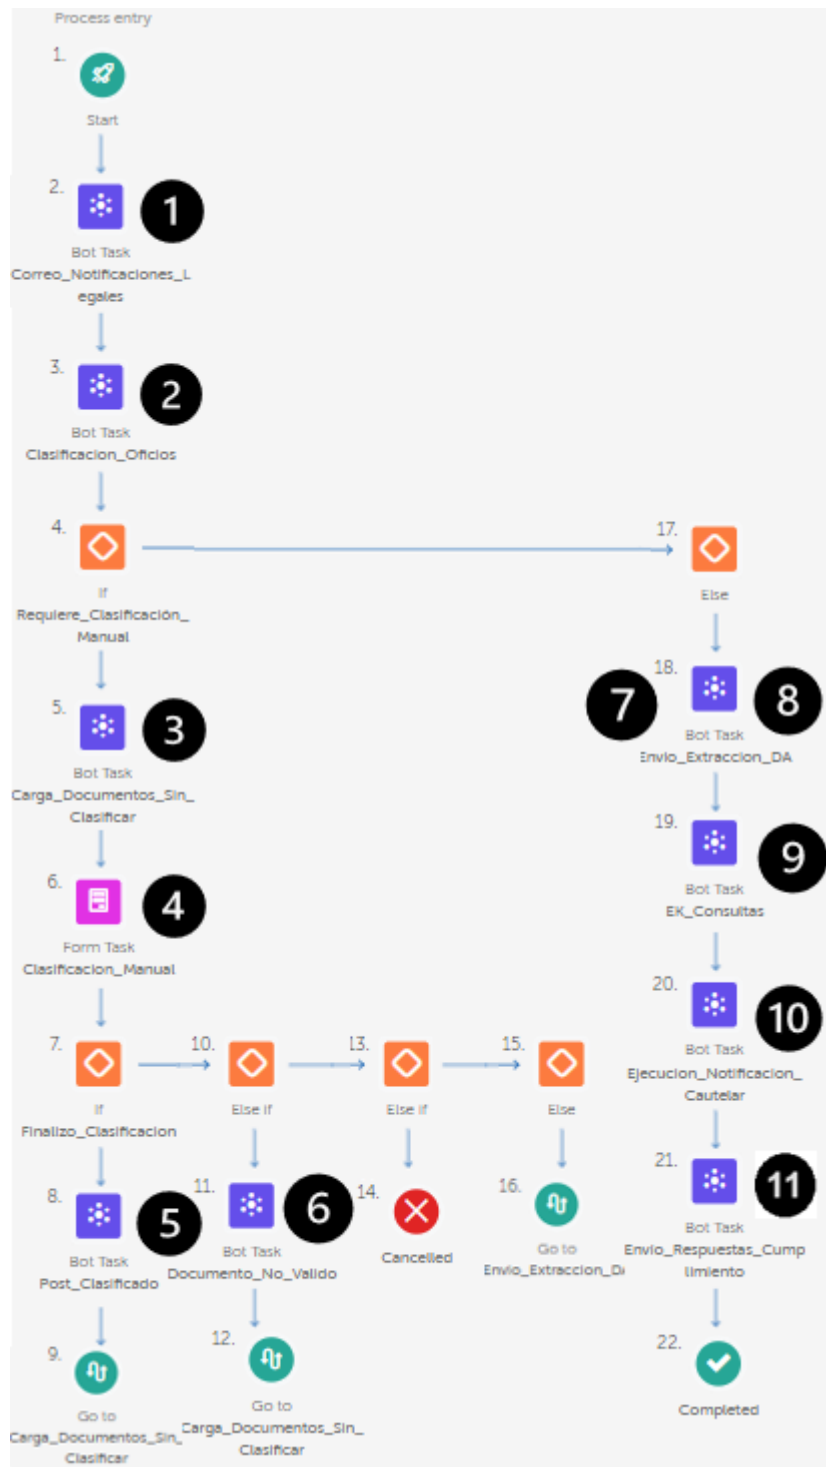 Process entry
1.
Start
2.
1
Bot Task
Correo_Notificaciones_L
egales
3.
2
Bot Task
Clasificacion_Oficios
4.
If
Requiere_Clasificación_
Manual
17.
Else
5.
3
Bot Task
Carga_Documentos_Sin_
Clasificar
18.
7
8
Bot Task
Envio_Extraccion_DA
6.
4
Form Task
Clasificacion_Manual
19.
9
Bot Task
EK_Consultas
7.
If
Finalizo_Clasificacion
10.
Else if
13.
Else if
15.
Else
20.
10
Bot Task
Ejecucion_Notificacion_
Cautelar
8.
5
Bot Task
Post_Clasificado
11.
6
Bot Task
Documento_No_Valido
14.
Cancelled
16.
Go to
Envio_Extraccion_D
21.
11
Bot Task
Envio_Respuestas_Cump
limiento
9.
Go to
Carga_Documentos_Sin_
Clasificar
12.
Go to
Carga_Documentos_Sin_
Clasificar
22.
Completed